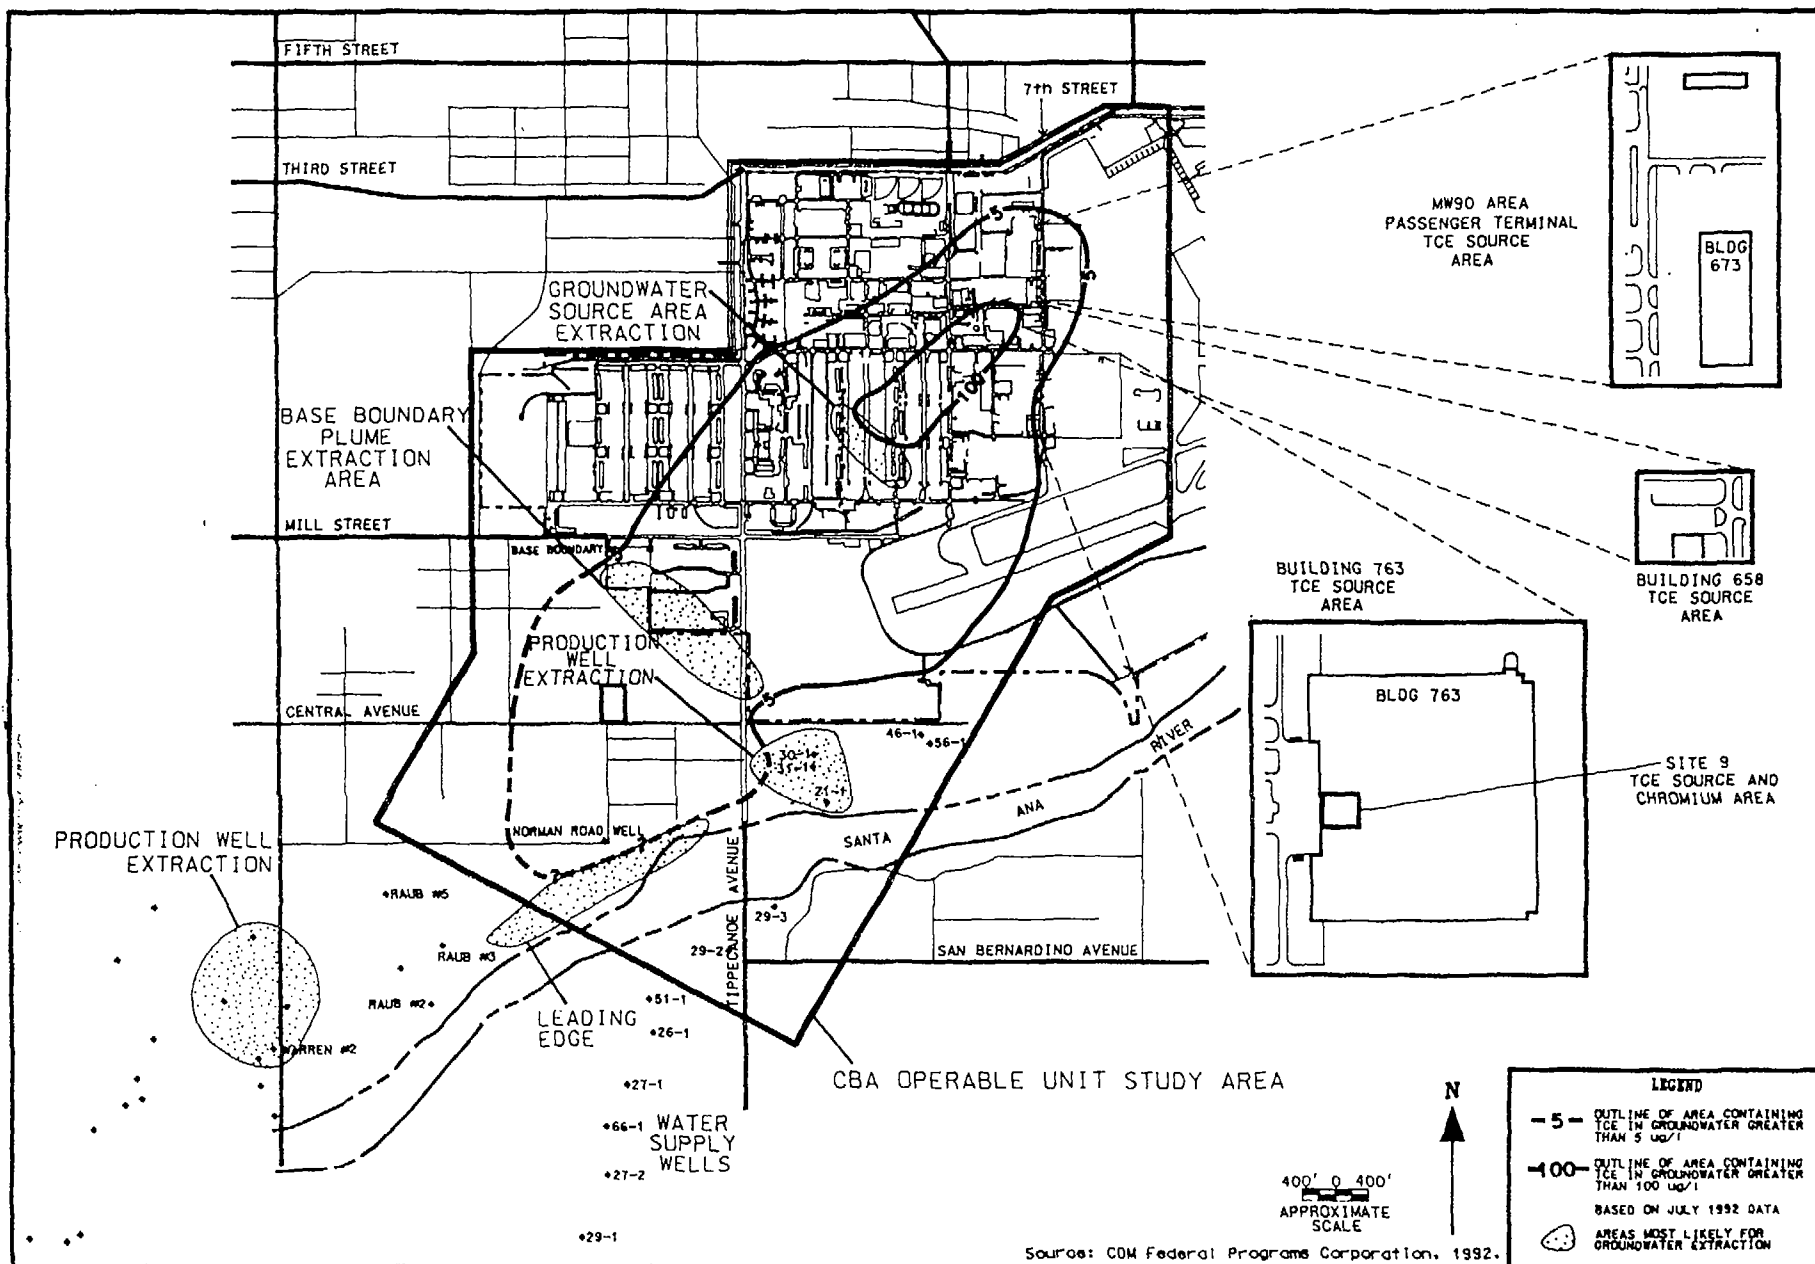 FIFTH STREET
7th STREET
THIRD STREET
MW90 AREA
PASSENGER TERMINAL
TCE SOURCE
AREA
BLDG
673
5
5
GROUNDWATER
SOURCE AREA
EXTRACTION
100
BASE BOUNDARY
PLUME
EXTRACTION
AREA
MILL STREET
BASE BOUNDARY
5
BUILDING 763
TCE SOURCE
AREA
BUILDING 658
TCE SOURCE
AREA
PRODUCTION
WELL
EXTRACTION
5
BLDG 763
CENTRAL AVENUE
46-1
56-1
RIVER
30-1
21-1
SITE 9
TCE SOURCE AND
CHROMIUM AREA
ANA
SANTA
NORMAN ROAD WELL
?
?
PRODUCTION WELL
EXTRACTION
TIPPECANOE AVENUE
RAUB #5
29-3
29-2
SAN BERNARDINO AVENUE
RAUB #3
RAUB #2
51-1
LEADING
EDGE
26-1
#2
CBA OPERABLE UNIT STUDY AREA
27-1
66-1
WATER
SUPPLY
WELLS
27-2
29-1
N
400' 0 400'
APPROXIMATE
SCALE
Source: CDM Federal Programs Corporation. 1992.
LEGEND
5
OUTLINE OF AREA CONTAINING
TCE IN GROUNDWATER GREATER
THAN 5 ug/l
100
OUTLINE OF AREA CONTAINING
TCE IN GROUNDWATER GREATER
THAN 100 ug/l
BASED ON JULY 1992 DATA
AREAS MOST LIKELY FOR
GROUNDWATER EXTRACTION